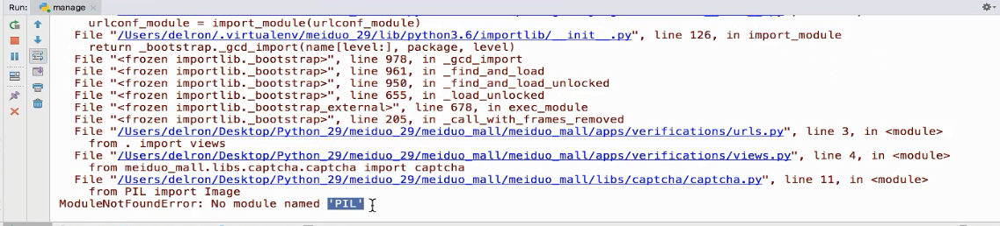 Run: manage
urlconf_module = import_module(urlconf_module)
File "/Users/delron/.virtualenv/meiduo_29/lib/python3.6/importlib/__init__.py", line 126, in import_module
return _bootstrap._gcd_import(name[level:], package, level)
File "<frozen importlib._bootstrap>", line 978, in _gcd_import
File "<frozen importlib._bootstrap>", line 961, in _find_and_load
File "<frozen importlib._bootstrap>", line 950, in _find_and_load_unlocked
File "<frozen importlib._bootstrap>", line 655, in _load_unlocked
File "<frozen importlib._bootstrap_external>", line 678, in exec_module
File "<frozen importlib._bootstrap>", line 205, in _call_with_frames_removed
File "/Users/delron/Desktop/Python_29/meiduo_29/meiduo_mall/meiduo_mall/apps/verifications/urls.py", line 3, in <module>
from . import views
File "/Users/delron/Desktop/Python_29/meiduo_29/meiduo_mall/meiduo_mall/apps/verifications/views.py", line 4, in <module>
from meiduo_mall.libs.captcha.captcha import captcha
File "/Users/delron/Desktop/Python_29/meiduo_29/meiduo_mall/meiduo_mall/libs/captcha/captcha.py", line 11, in <module>
from PIL import Image
ModuleNotFoundError: No module named 'PIL'